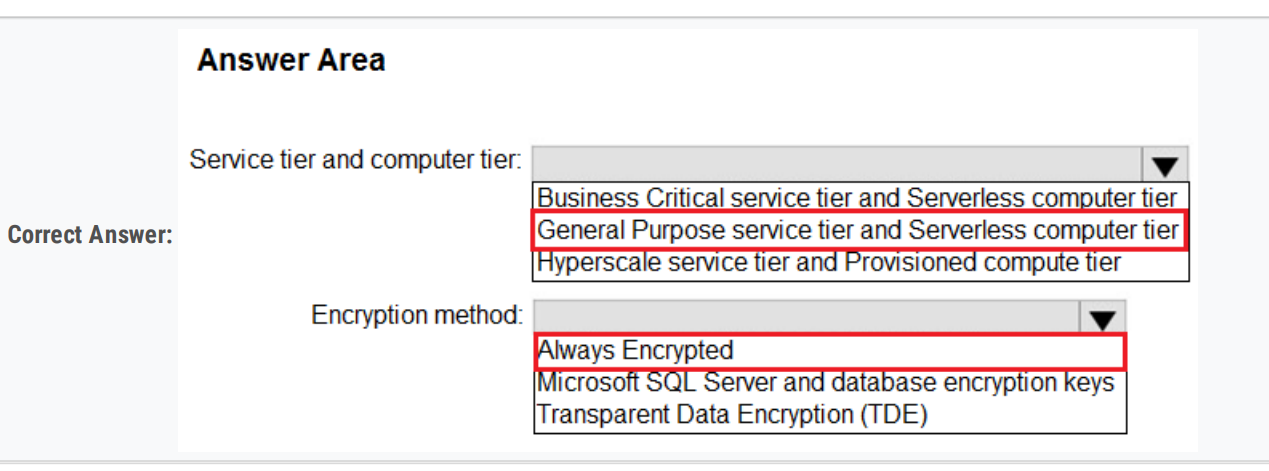 Answer Area
Service tier and computer tier:
Business Critical service tier and Serverless computer tier
Correct Answer:
General Purpose service tier and Serverless computer tier
Hyperscale service tier and Provisioned compute tier
Encryption method:
Always Encrypted
Microsoft SQL Server and database encryption keys
Transparent Data Encryption (TDE)